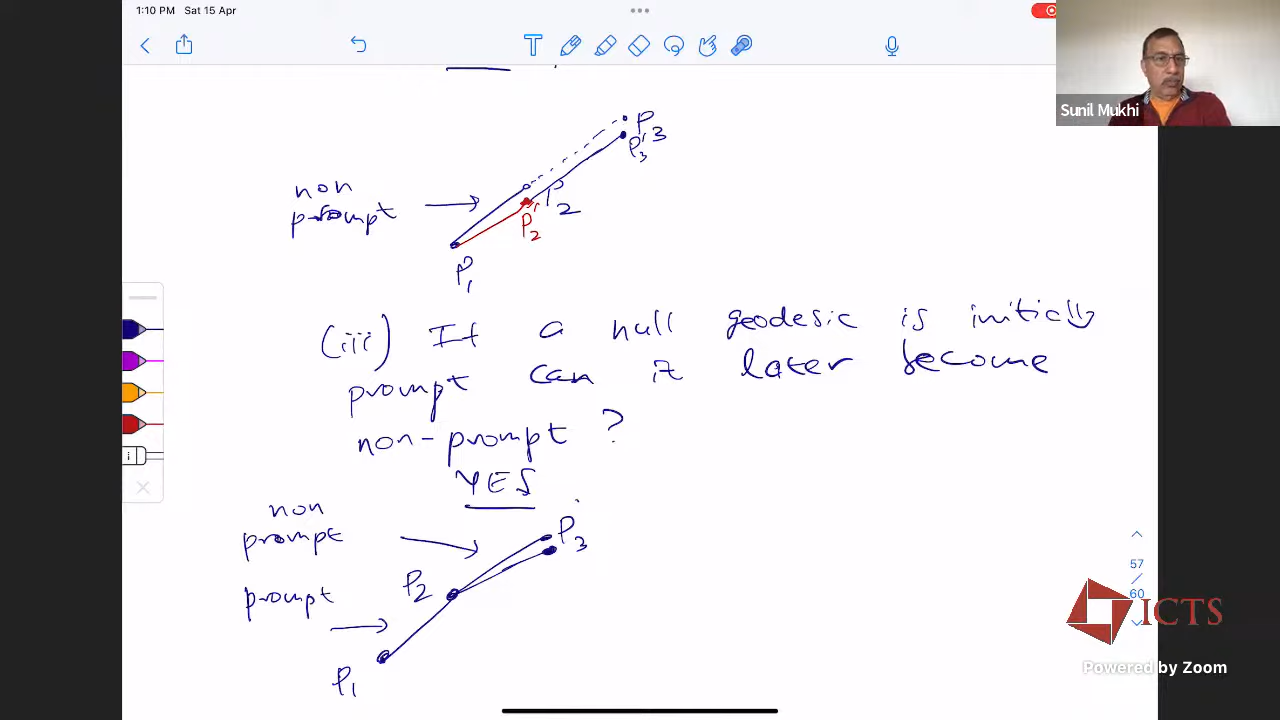 1:10 PM Sat 15 Apr
Sunil Mukhi
P3
P3'
non
prompt
P2
P2'
P1
(iii) If a null geodesic is initially
prompt can it later become
non-prompt ?
YES
non
prompt
P3
P2
prompt
P1
57
/
60
ICTS
Powered by Zoom